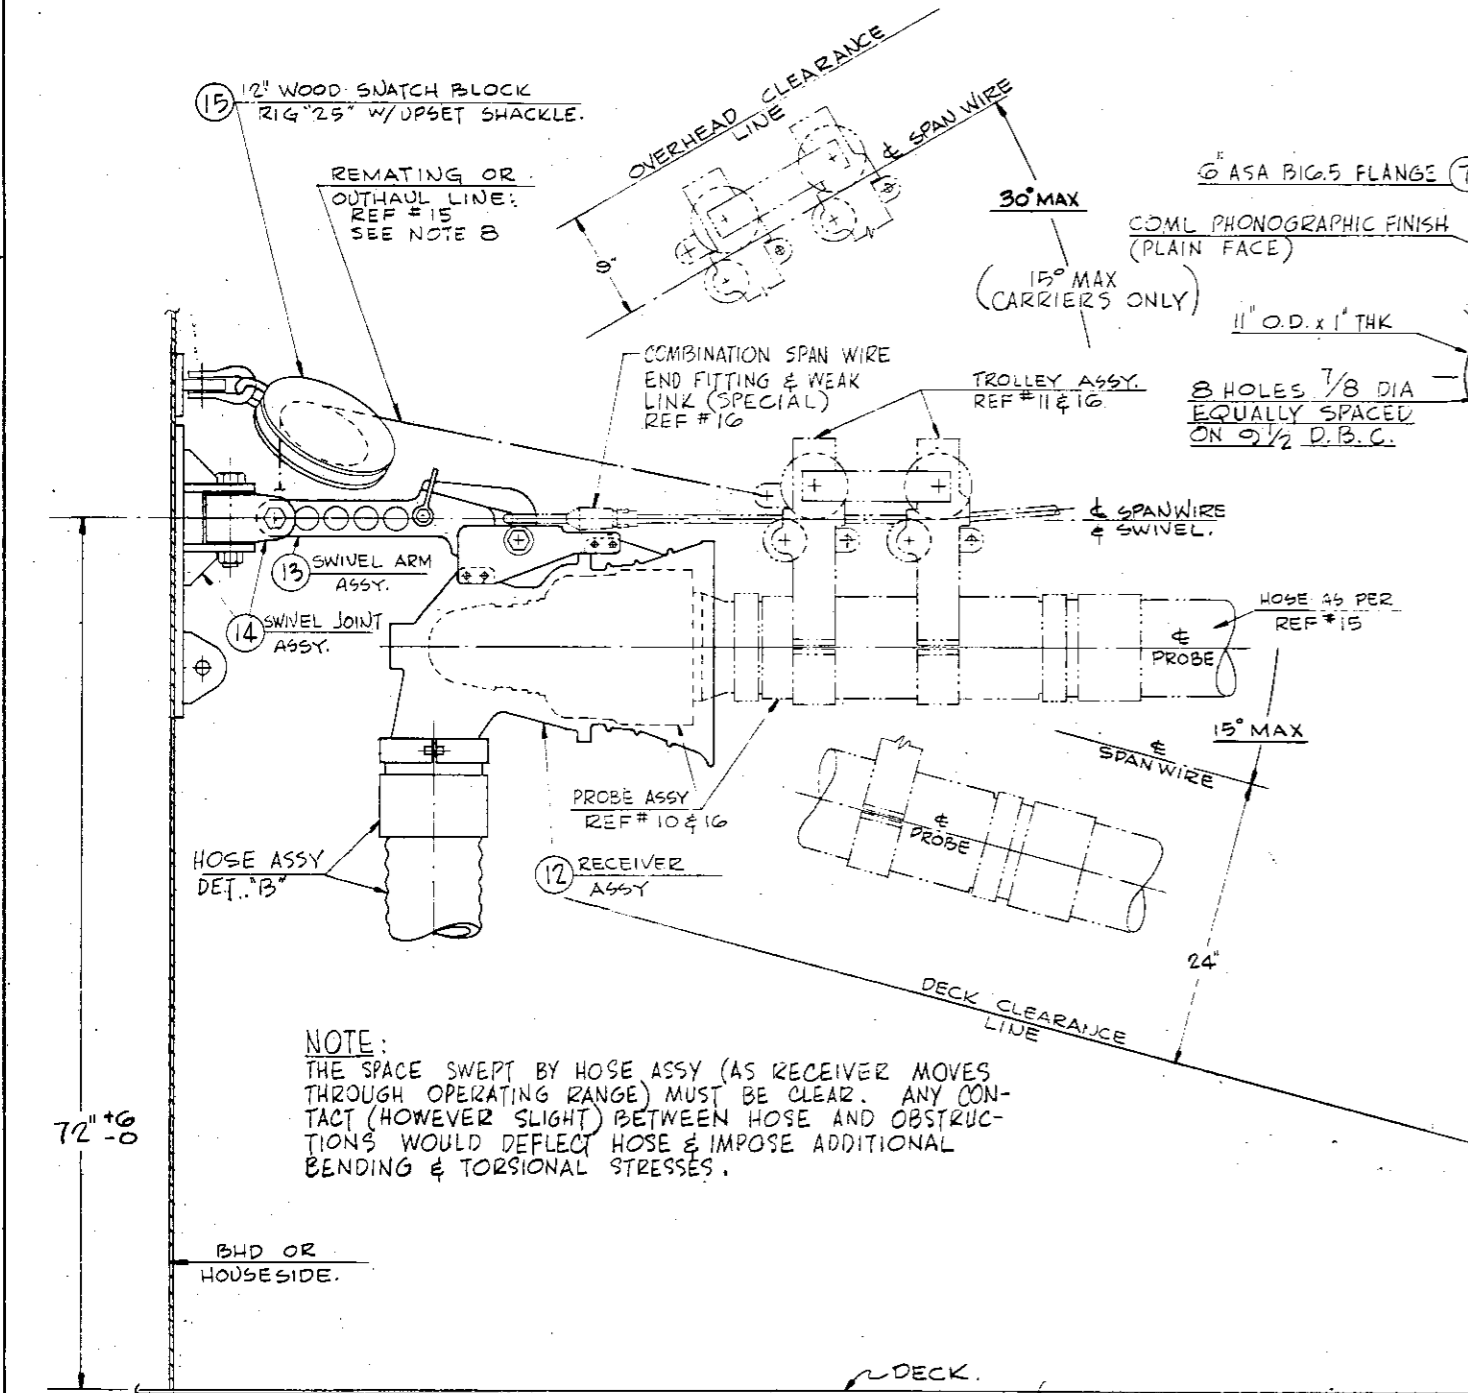 15
12" WOOD SNATCH BLOCK
RIG "25" W/UPSET SHACKLE.
REMATING OR
OUTHAUL LINE:
REF # 15
SEE NOTE 8
OVERHEAD CLEARANCE
LINE
℄ SPAN WIRE
9"
30° MAX
(15° MAX
CARRIERS ONLY)
6" ASA B16.5 FLANGE
COML PHONOGRAPHIC FINISH
(PLAIN FACE)
11" O.D. x 1" THK
8 HOLES 7/8 DIA
EQUALLY SPACED
ON 9 1/2 D.B.C.
COMBINATION SPAN WIRE
END FITTING & WEAK
LINK (SPECIAL)
REF # 16
TROLLEY ASSY.
REF # 11 & 16
℄ SPANWIRE
℄ SWIVEL.
13 SWIVEL ARM
ASSY.
14 SWIVEL JOINT
ASSY.
HOSE AS PER
REF # 15
℄
PROBE
15° MAX
℄
SPAN WIRE
PROBE ASSY
REF # 10 & 16
℄
PROBE
HOSE ASSY
DET. "B"
12 RECEIVER
ASSY
24"
DECK CLEARANCE
LINE
NOTE:
THE SPACE SWEPT BY HOSE ASSY (AS RECEIVER MOVES
THROUGH OPERATING RANGE) MUST BE CLEAR. ANY CON-
TACT (HOWEVER SLIGHT) BETWEEN HOSE AND OBSTRUC-
TIONS WOULD DEFLECT HOSE & IMPOSE ADDITIONAL
BENDING & TORSIONAL STRESSES.
72" +6 -0
BHD OR
HOUSESIDE.
DECK.